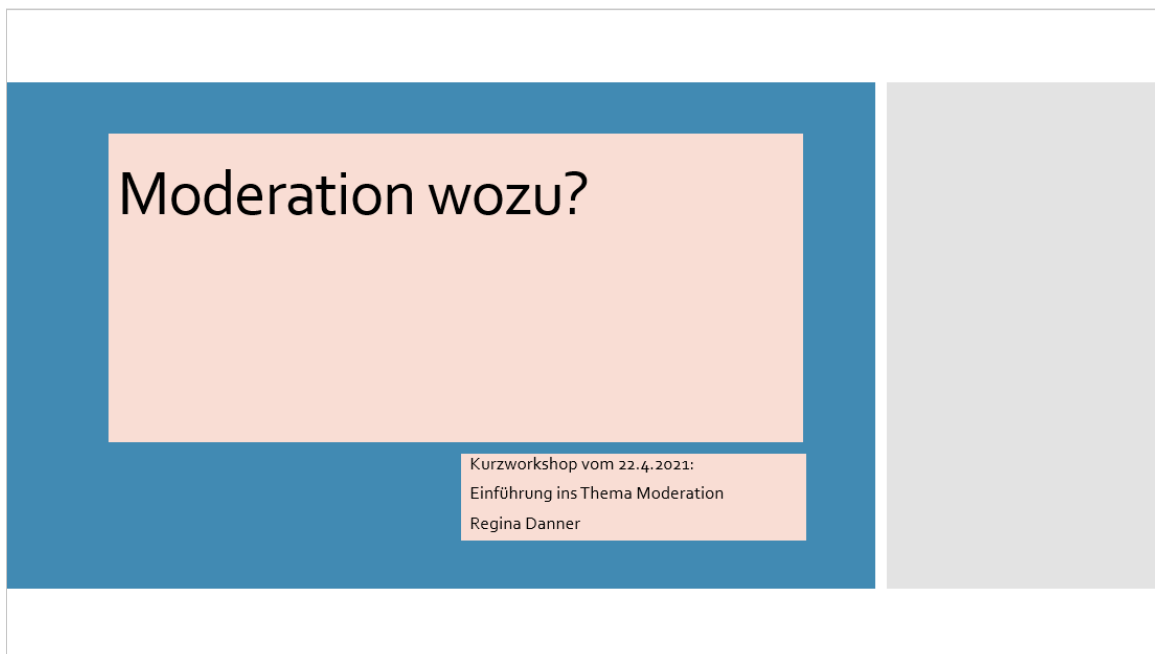 Moderation wozu?
Kurzworkshop vom 22.4.2021:
Einführung ins Thema Moderation
Regina Danner